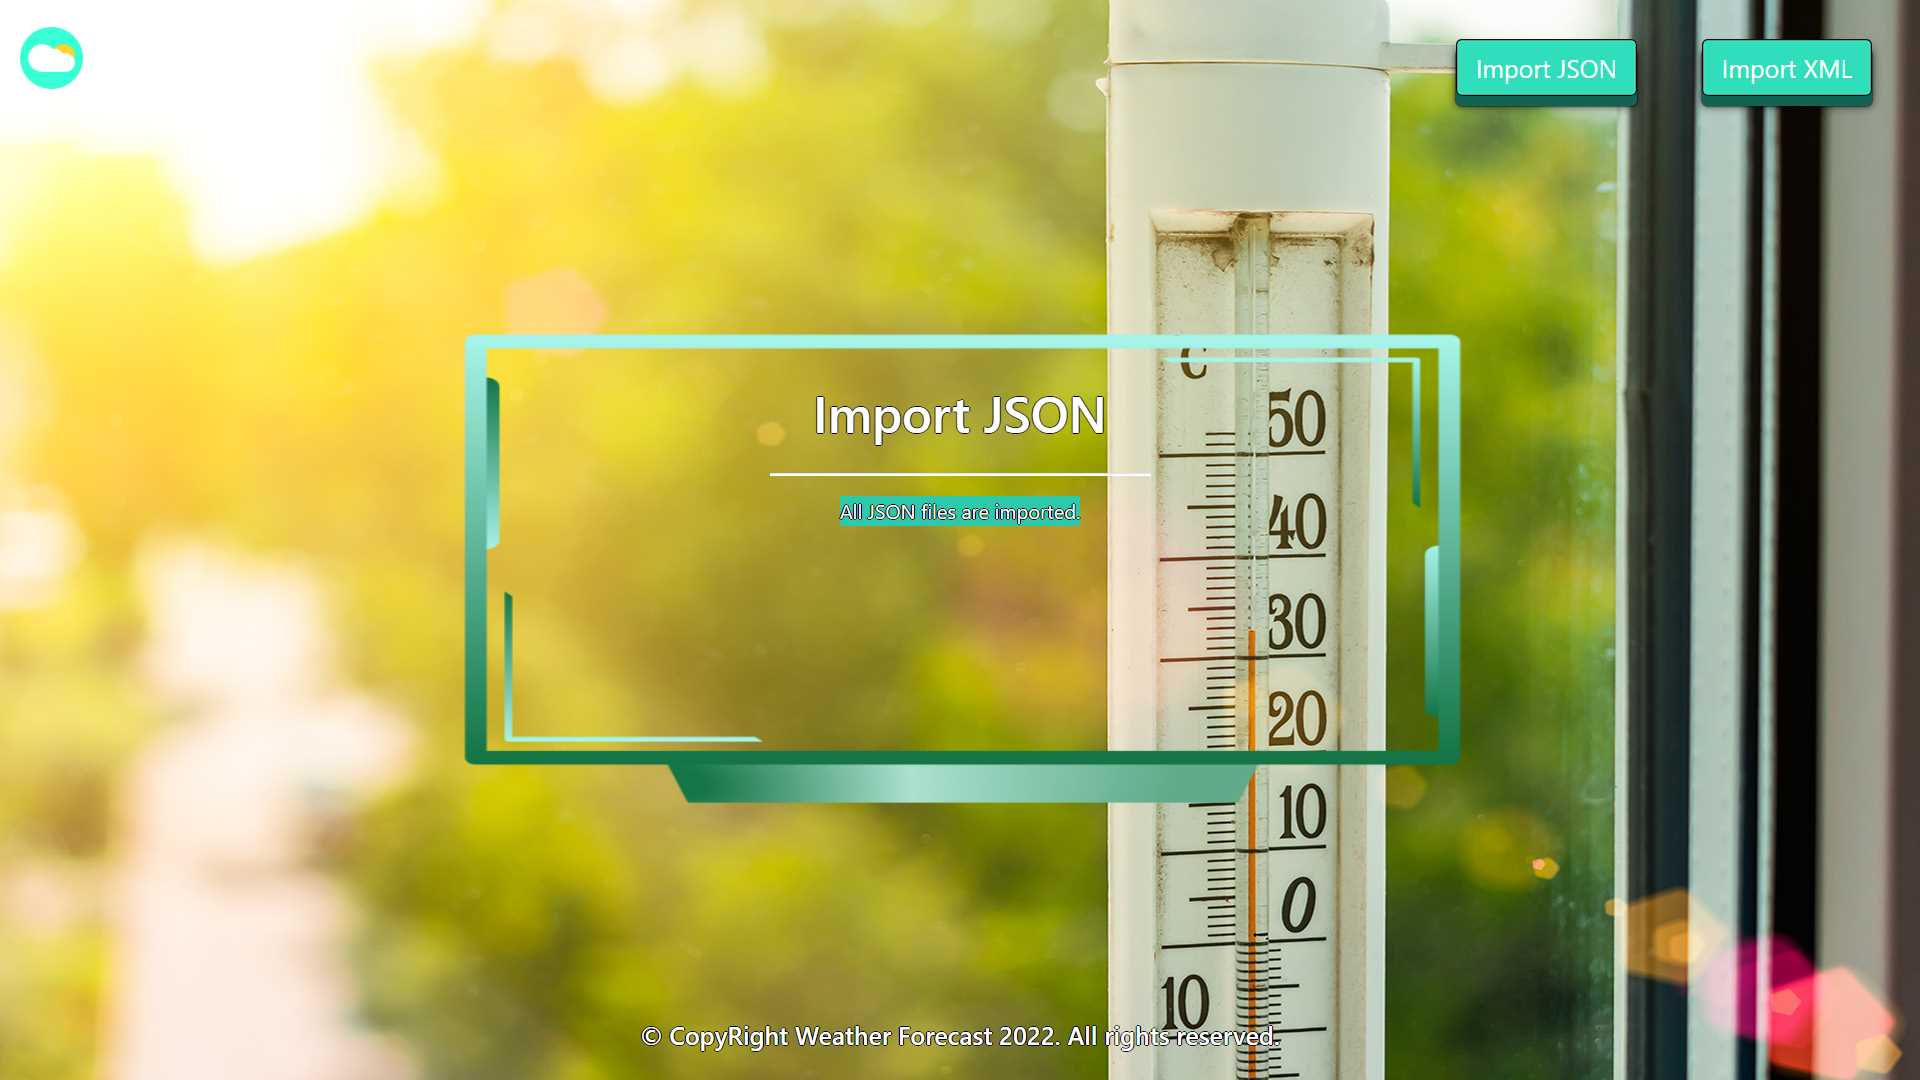 Import JSON
Import XML
Import JSON
All JSON files are imported.
C
50
40
30
20
10
0
10
© CopyRight Weather Forecast 2022. All rights reserved.